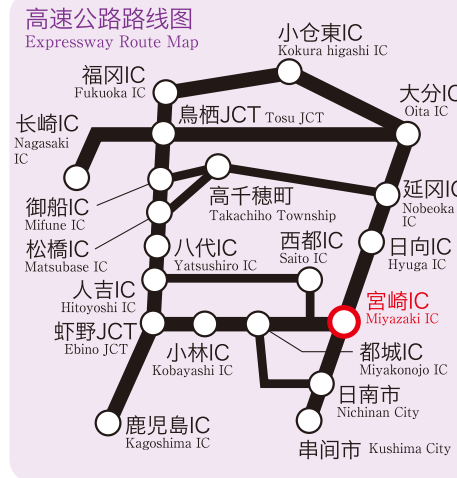 高速公路路线图
Expressway Route Map
小仓東IC
Kokura higashi IC
福冈IC
Fukuoka IC
大分IC
Oita IC
鳥栖JCT Tosu JCT
长崎IC
Nagasaki
IC
御船IC
Mifune IC
高千穂町
Takachiho Township
延冈IC
Nobeoka
IC
松橋IC
Matsubase IC
八代IC
Yatsushiro IC
西都IC
Saito IC
日向IC
Hyuga IC
人吉IC
Hitoyoshi IC
宮崎IC
Miyazaki IC
虾野JCT
Ebino JCT
小林IC
Kobayashi IC
都城IC
Miyakonojo IC
日南市
Nichinan City
鹿児島IC
Kagoshima IC
串间市 Kushima City